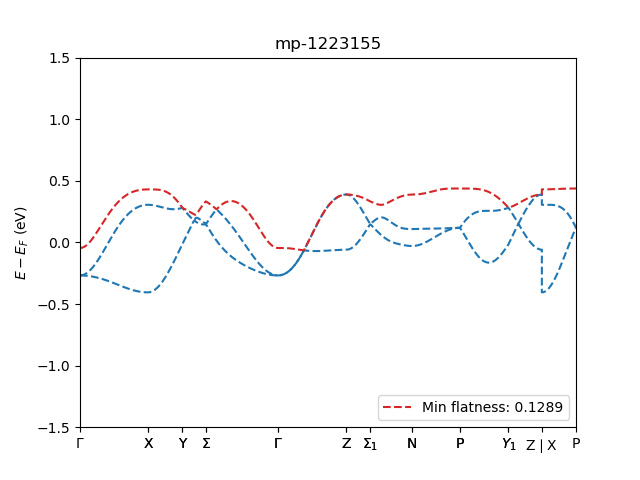 mp-1223155
E − E_F (eV)
1.5
1.0
0.5
0.0
−0.5
−1.0
−1.5
Min flatness: 0.1289
Γ X Y Σ Γ Z Σ₁ N P Y₁ Z | X P